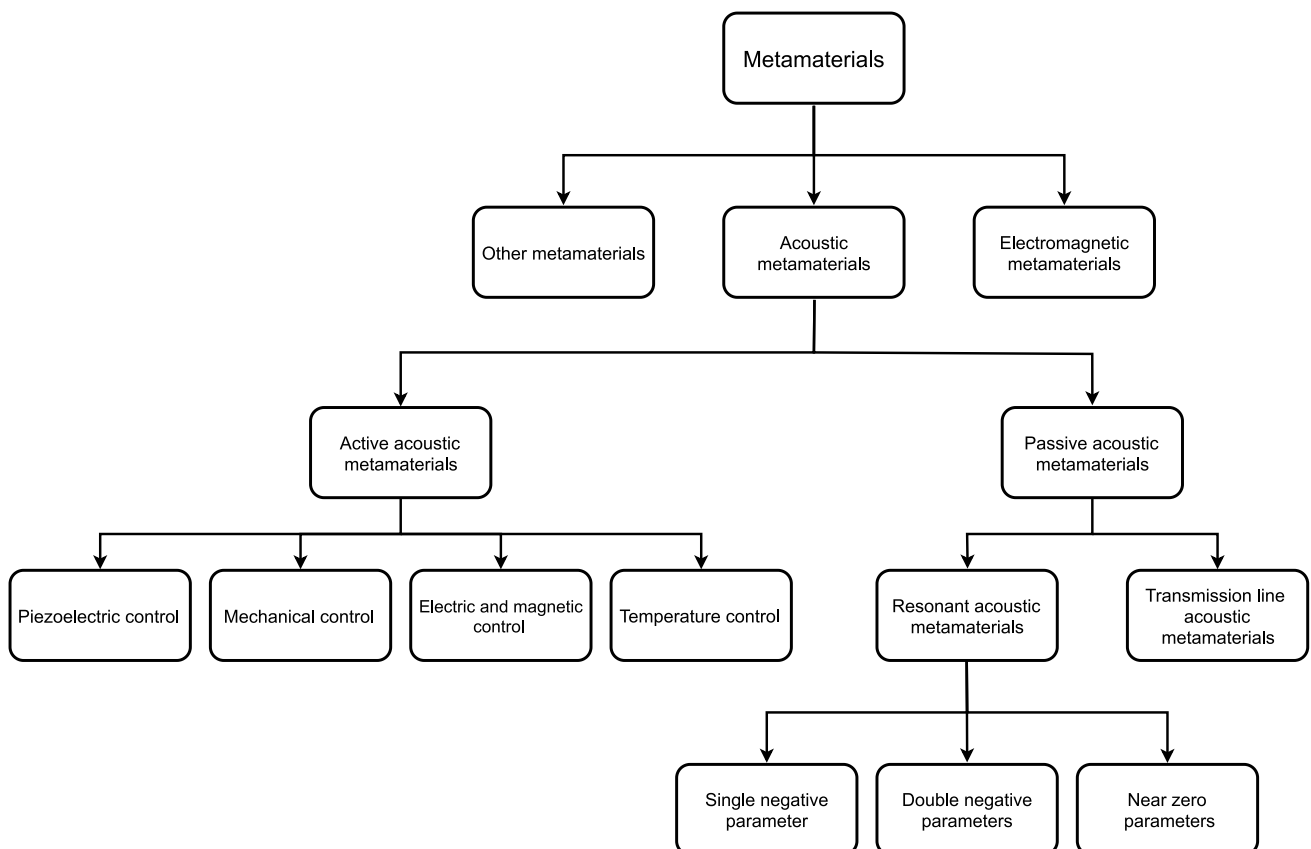 Metamaterials
Other metamaterials
Acoustic
metamaterials
Electromagnetic
metamaterials
Active acoustic
metamaterials
Passive acoustic
metamaterials
Piezoelectric control
Mechanical control
Electric and magnetic
control
Temperature control
Resonant acoustic
metamaterials
Transmission line
acoustic
metamaterials
Single negative
parameter
Double negative
parameters
Near zero
parameters